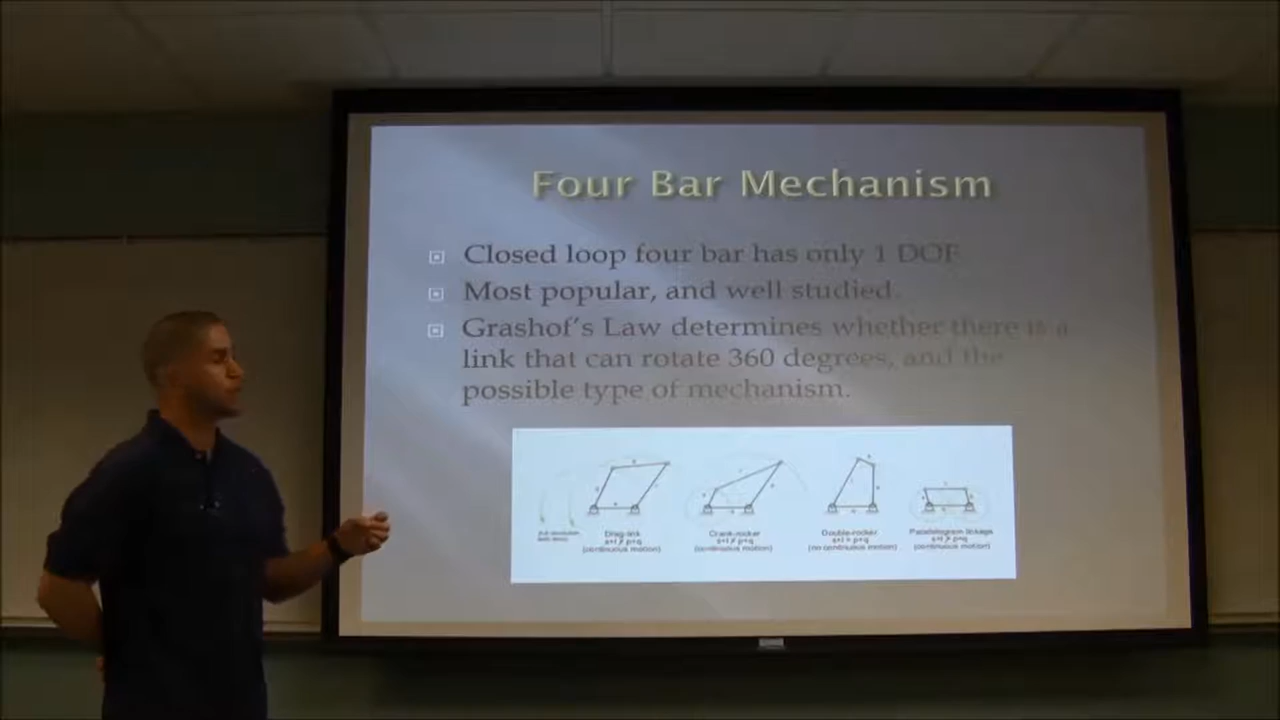 Four Bar Mechanism
Closed loop four bar has only 1 DOF
Most popular, and well studied.
Grashof's Law determines whether there is a
link that can rotate 360 degrees, and the
possible type of mechanism.
Drag-link
(continuous motion)
Crank-rocker
(continuous motion)
Double-rocker
(no continuous motion)
Parallelogram linkage
(continuous motion)